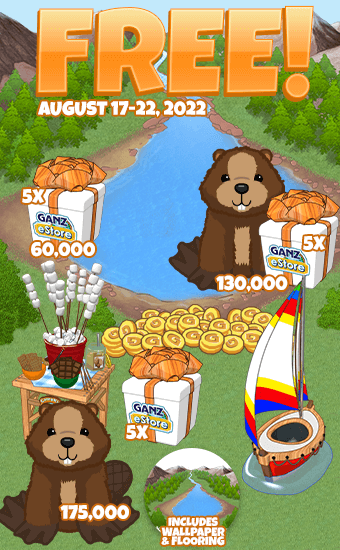 FREE!
AUGUST 17-22, 2022
5X
GANZ
eStore
60,000
5X
GANZ
eStore
130,000
GANZ
eStore
5X
175,000
INCLUDES
WALLPAPER
& FLOORING